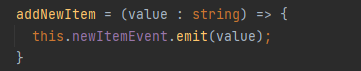 addNewItem = (value : string) => {
  this.newItemEvent.emit(value);
}